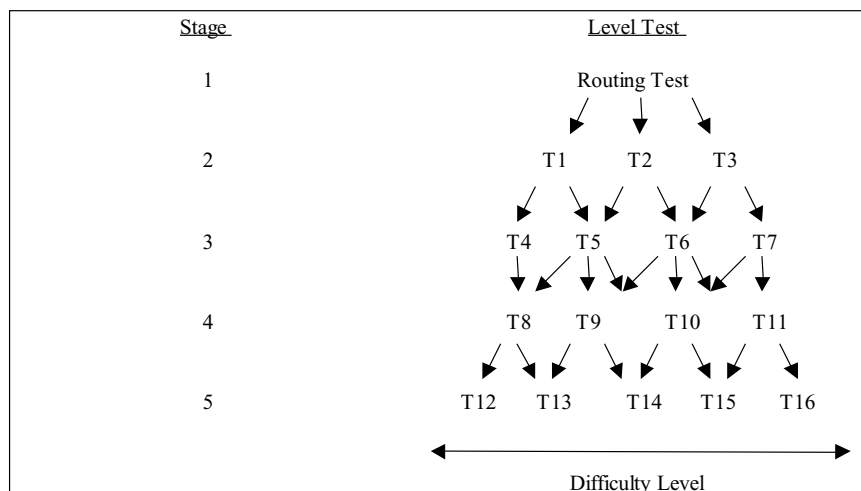 Stage Level Test
1 Routing Test
2 T1 T2 T3
3 T4 T5 T6 T7
4 T8 T9 T10 T11
5 T12 T13 T14 T15 T16
Difficulty Level